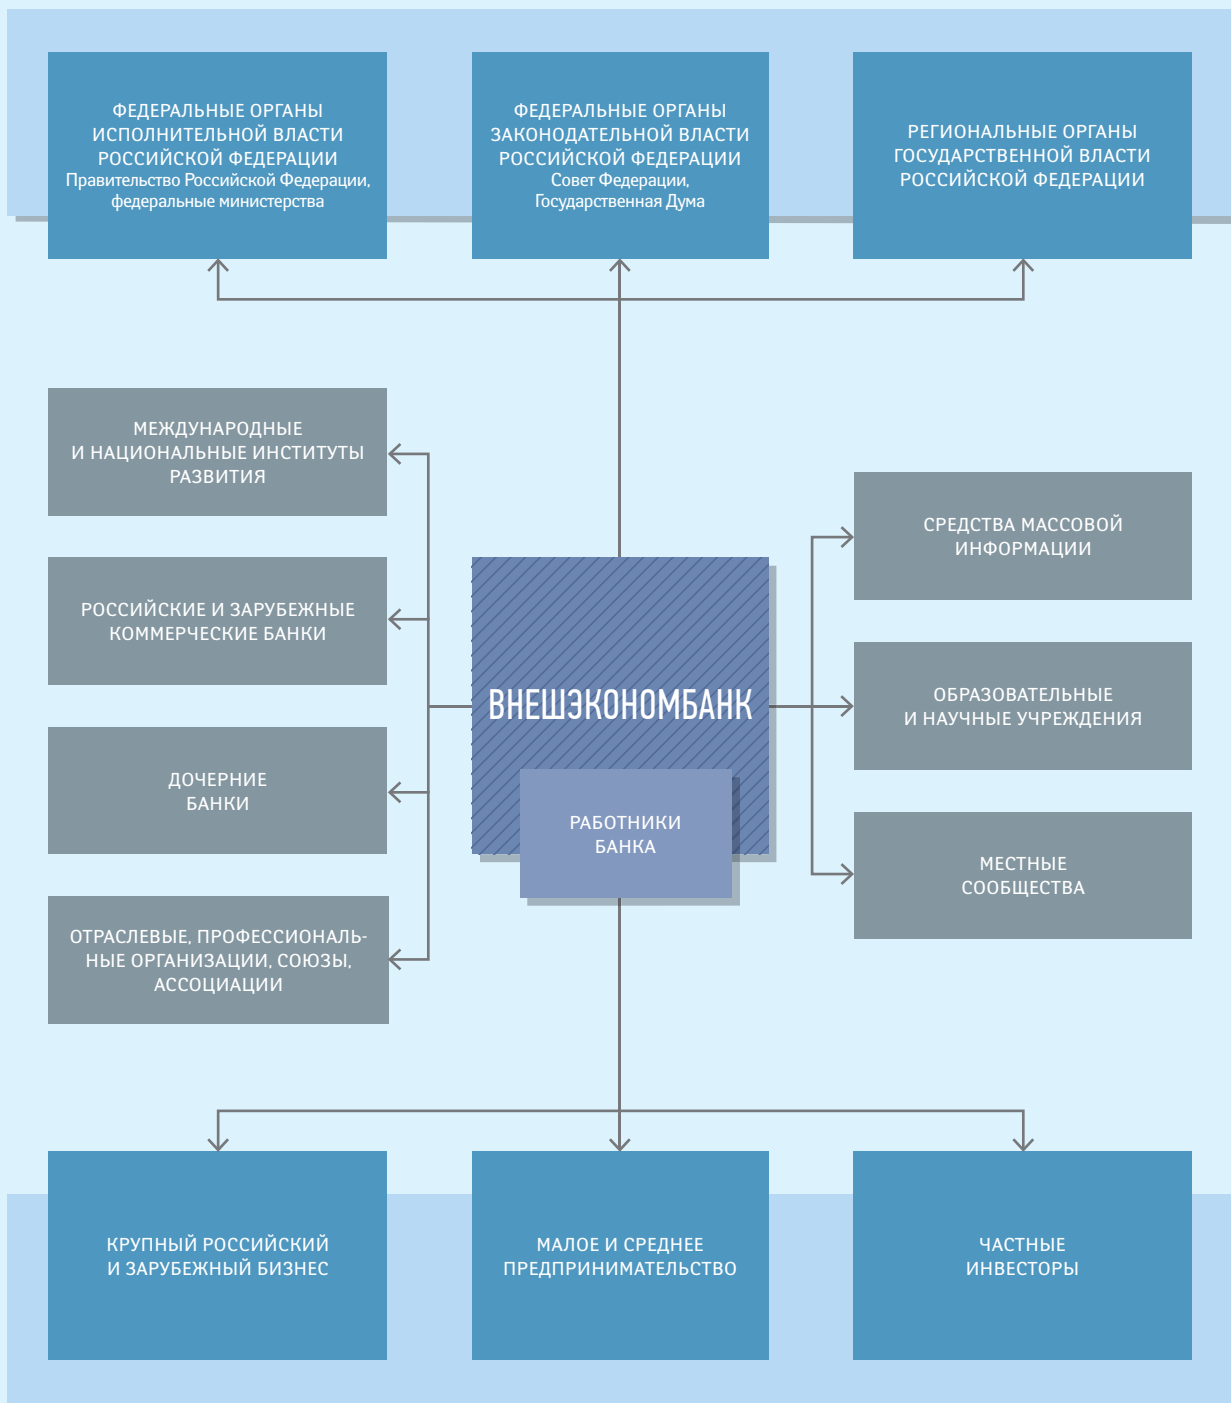 ФЕДЕРАЛЬНЫЕ ОРГАНЫ
ИСПОЛНИТЕЛЬНОЙ ВЛАСТИ
РОССИЙСКОЙ ФЕДЕРАЦИИ
Правительство Российской Федерации,
федеральные министерства
ФЕДЕРАЛЬНЫЕ ОРГАНЫ
ЗАКОНОДАТЕЛЬНОЙ ВЛАСТИ
РОССИЙСКОЙ ФЕДЕРАЦИИ
Совет Федерации,
Государственная Дума
РЕГИОНАЛЬНЫЕ ОРГАНЫ
ГОСУДАРСТВЕННОЙ ВЛАСТИ
РОССИЙСКОЙ ФЕДЕРАЦИИ
МЕЖДУНАРОДНЫЕ
И НАЦИОНАЛЬНЫЕ ИНСТИТУТЫ
РАЗВИТИЯ
РОССИЙСКИЕ И ЗАРУБЕЖНЫЕ
КОММЕРЧЕСКИЕ БАНКИ
ДОЧЕРНИЕ
БАНКИ
ОТРАСЛЕВЫЕ, ПРОФЕССИОНАЛЬ-
НЫЕ ОРГАНИЗАЦИИ, СОЮЗЫ,
АССОЦИАЦИИ
ВНЕШЭКОНОМБАНК
РАБОТНИКИ
БАНКА
СРЕДСТВА МАССОВОЙ
ИНФОРМАЦИИ
ОБРАЗОВАТЕЛЬНЫЕ
И НАУЧНЫЕ УЧРЕЖДЕНИЯ
МЕСТНЫЕ
СООБЩЕСТВА
КРУПНЫЙ РОССИЙСКИЙ
И ЗАРУБЕЖНЫЙ БИЗНЕС
МАЛОЕ И СРЕДНЕЕ
ПРЕДПРИНИМАТЕЛЬСТВО
ЧАСТНЫЕ
ИНВЕСТОРЫ